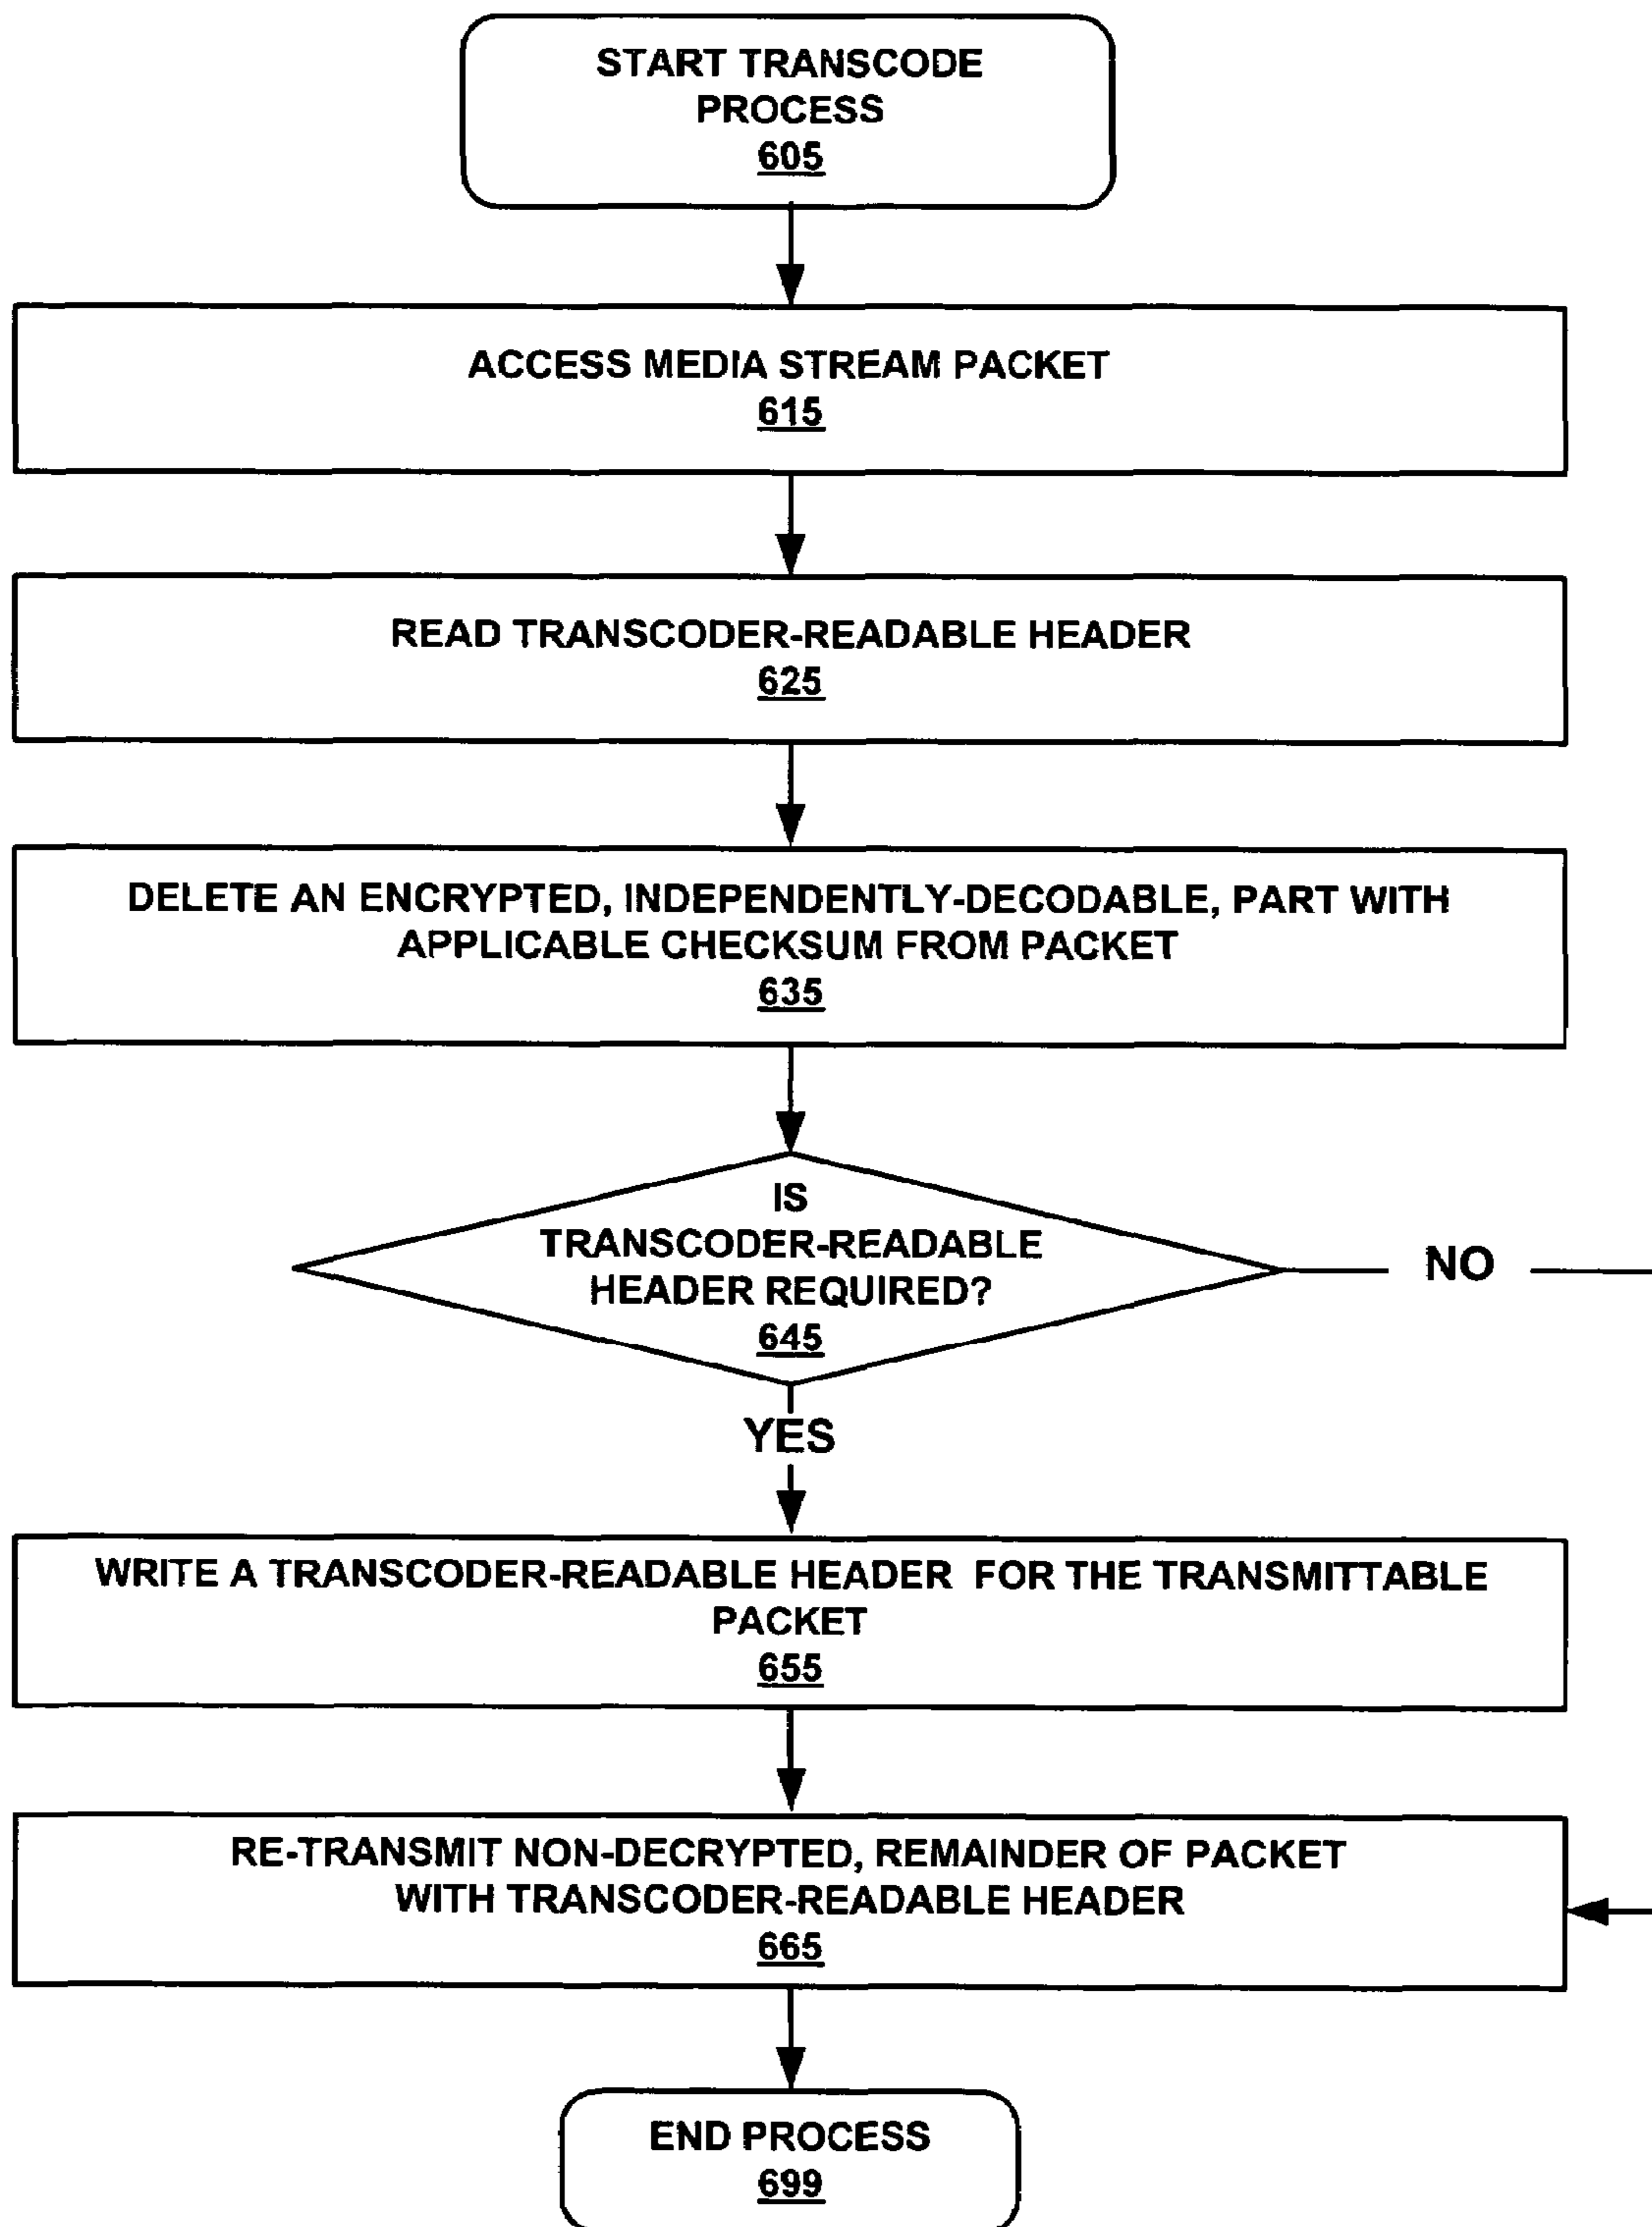 START TRANSCODE
PROCESS
605
ACCESS MEDIA STREAM PACKET
615
READ TRANSCODER-READABLE HEADER
625
DELETE AN ENCRYPTED, INDEPENDENTLY-DECODABLE, PART WITH
APPLICABLE CHECKSUM FROM PACKET
635
IS
TRANSCODER-READABLE
HEADER REQUIRED?
645
NO
YES
WRITE A TRANSCODER-READABLE HEADER FOR THE TRANSMITTABLE
PACKET
655
RE-TRANSMIT NON-DECRYPTED, REMAINDER OF PACKET
WITH TRANSCODER-READABLE HEADER
665
END PROCESS
699